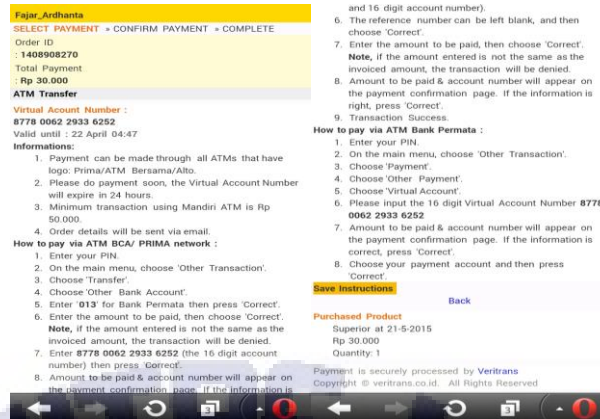 Fajar_Ardhanta
SELECT PAYMENT » CONFIRM PAYMENT » COMPLETE
Order ID
: 1408908270
Total Payment
: Rp 30.000
ATM Transfer
Virtual Acount Number :
8778 0062 2933 6252
Valid until : 22 April 04:47
Informations:
1. Payment can be made through all ATMs that have
logo: Prima/ATM Bersama/Alto.
2. Please do payment soon, the Virtual Account Number
will expire in 24 hours.
3. Minimum transaction using Mandiri ATM is Rp
50.000.
4. Order details will be sent via email.
How to pay via ATM BCA/ PRIMA network :
1. Enter your PIN.
2. On the main menu, choose 'Other Transaction'.
3. Choose 'Transfer'.
4. Choose 'Other Bank Account'.
5. Enter '013' for Bank Permata then press 'Correct'.
6. Enter the amount to be paid, then choose 'Correct'.
Note, if the amount entered is not the same as the
invoiced amount, the transaction will be denied.
7. Enter 8778 0062 2933 6252 (the 16 digit account
number) then press 'Correct'.
8. Amount to be paid & account number will appear on
the payment confirmation page. If the information is
3
and 16 digit account number).
6. The reference number can be left blank, and then
choose 'Correct'.
7. Enter the amount to be paid, then choose 'Correct'.
Note, if the amount entered is not the same as the
invoiced amount, the transaction will be denied.
8. Amount to be paid & account number will appear on
the payment confirmation page. If the information is
right, press 'Correct'.
9. Transaction Success.
How to pay via ATM Bank Permata :
1. Enter your PIN.
2. On the main menu, choose 'Other Transaction'.
3. Choose 'Payment'.
4. Choose 'Other Payment'.
5. Choose 'Virtual Account'.
6. Please input the 16 digit Virtual Account Number 8778
0062 2933 6252
7. Amount to be paid & account number will appear on
the payment confirmation page. If the information is
correct, press 'Correct'.
8. Choose your payment account and then press
'Correct'.
Save Instructions
Back
Purchased Product
Superior at 21-5-2015
Rp 30.000
Quantity: 1
Payment is securely processed by Veritrans
Copyright © veritrans.co.id. All Rights Reserved
3